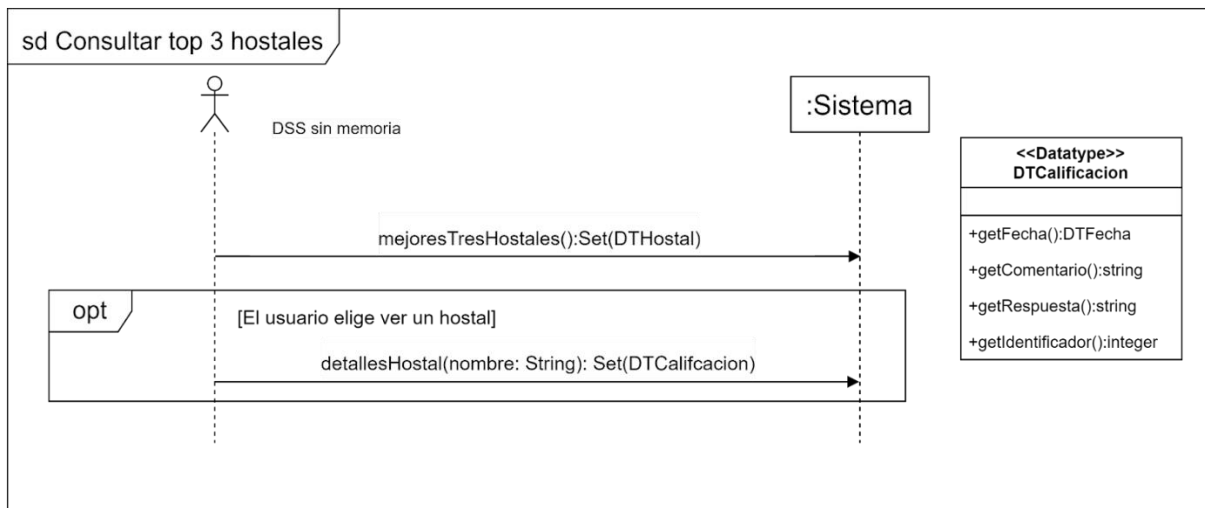 sd Consultar top 3 hostales
DSS sin memoria
:Sistema
<<Datatype>>
DTCalificacion
+getFecha():DTFecha
+getComentario():string
+getRespuesta():string
+getIdentificador():integer
mejoresTresHostales():Set(DTHostal)
opt
[El usuario elige ver un hostal]
detallesHostal(nombre: String): Set(DTCalifcacion)